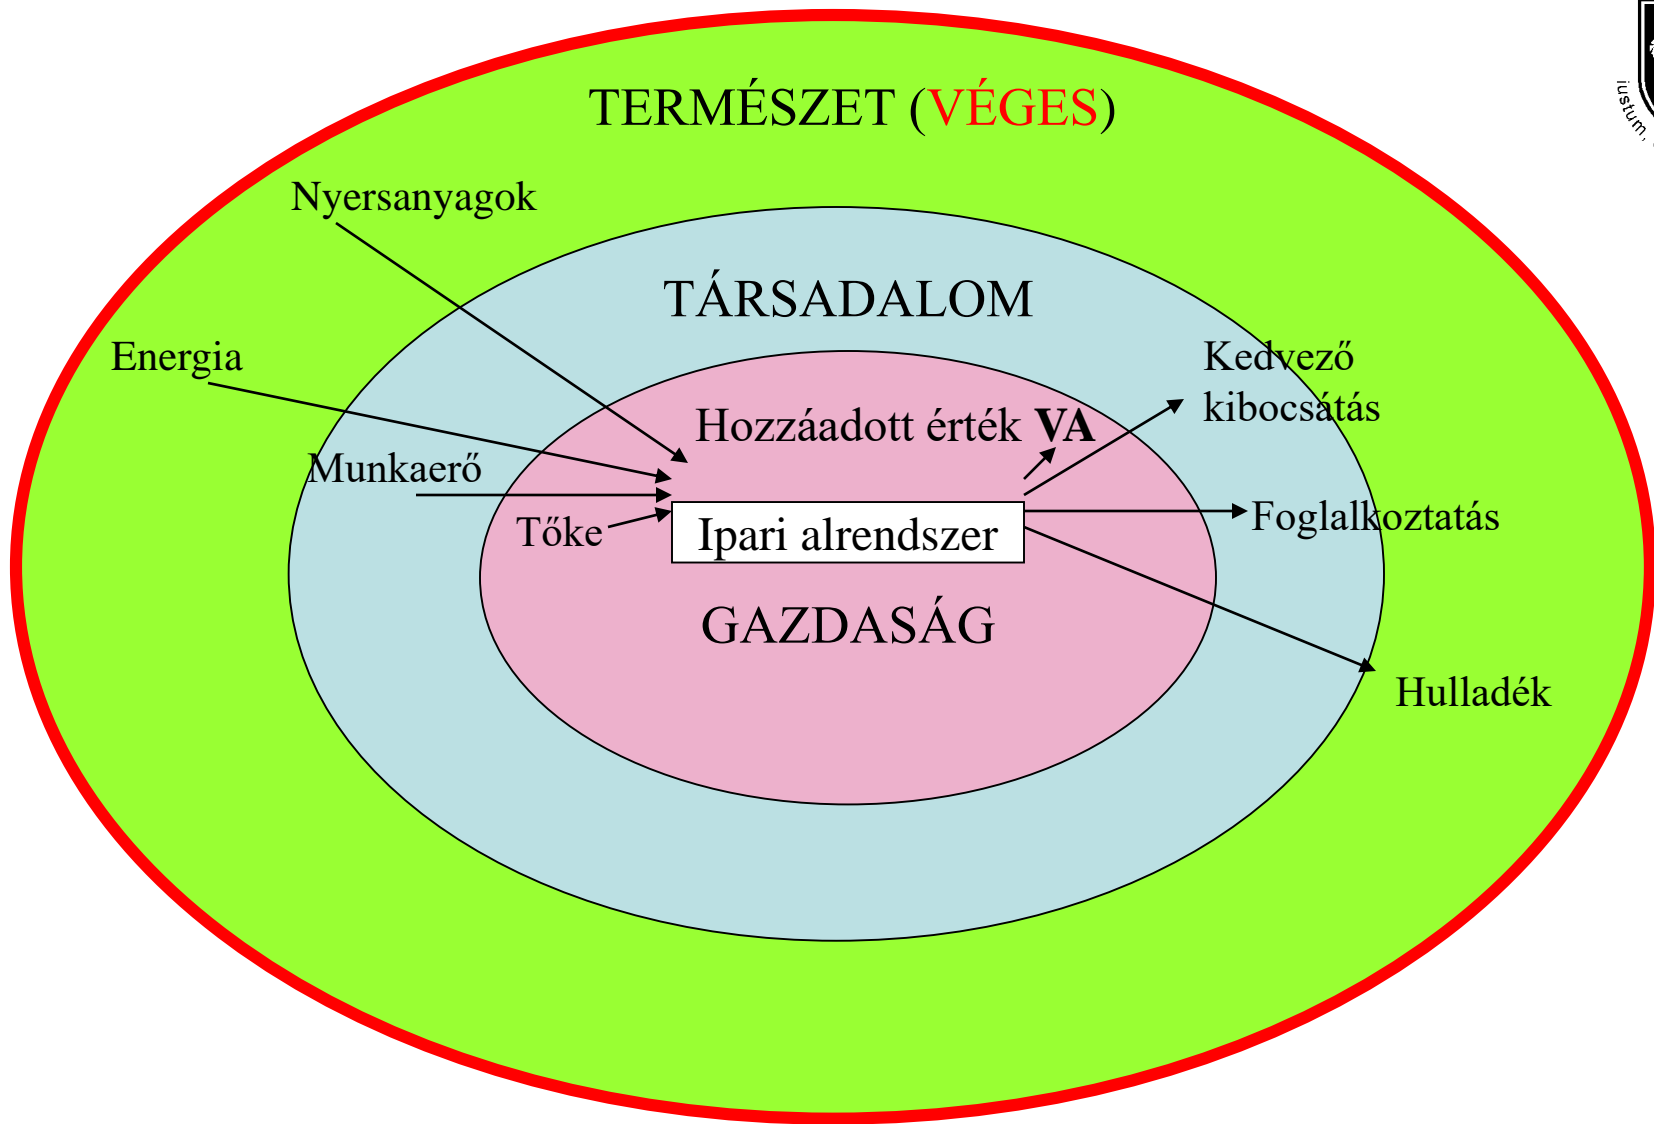 TERMÉSZET (VÉGES)
iustum,
Nyersanyagok
TÁRSADALOM
Energia
Kedvező
kibocsátás
Hozzáadott érték VA
Munkaerő
Tőke
Ipari alrendszer
Foglalkoztatás
GAZDASÁG
Hulladék